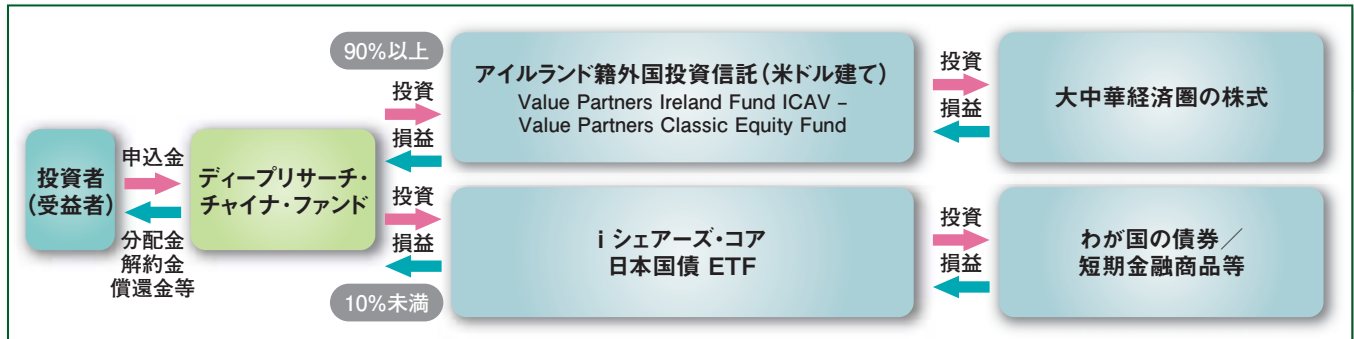 投資者
(受益者)
申込金
分配金
解約金
償還金等
ディープリサーチ・
チャイナ・ファンド
90%以上
投資
損益
アイルランド籍外国投資信託(米ドル建て)
Value Partners Ireland Fund ICAV –
Value Partners Classic Equity Fund
投資
損益
大中華経済圏の株式
投資
損益
10%未満
i シェアーズ・コア
日本国債 ETF
投資
損益
わが国の債券／
短期金融商品等